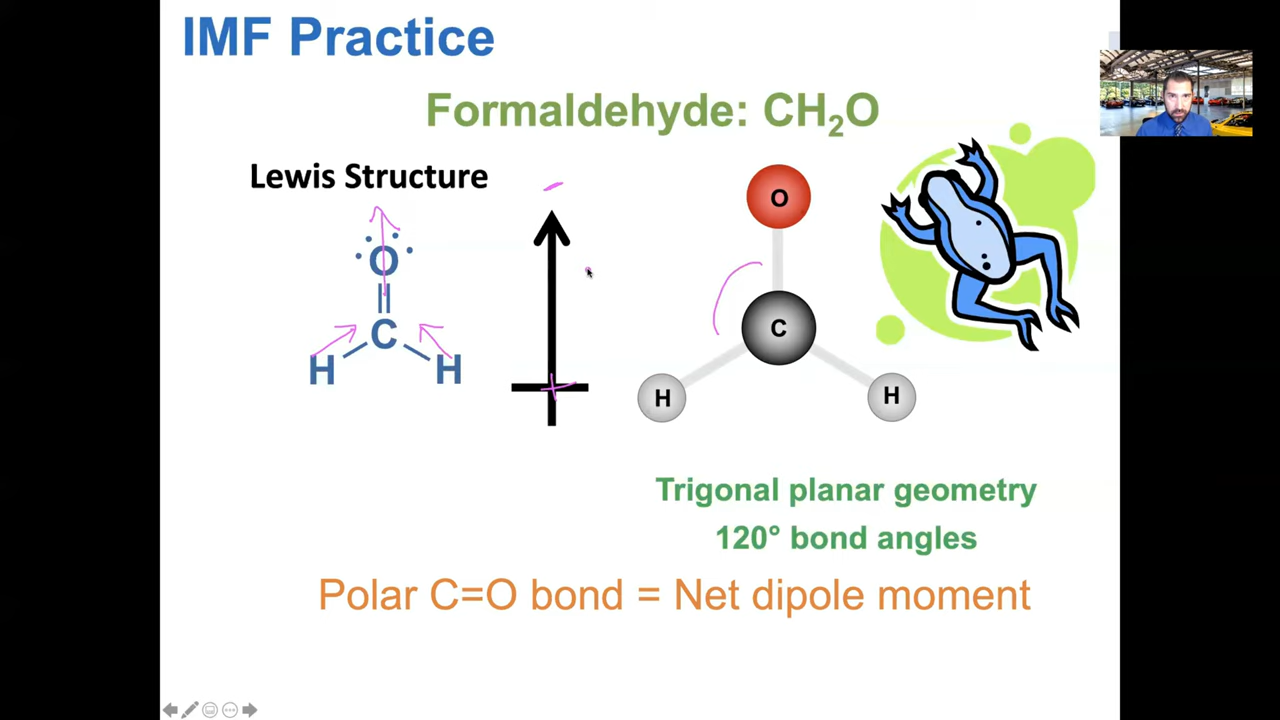 IMF Practice
Formaldehyde: CH₂O
Lewis Structure
O
C
H H
O
C
H H
Trigonal planar geometry
120° bond angles
Polar C=O bond = Net dipole moment